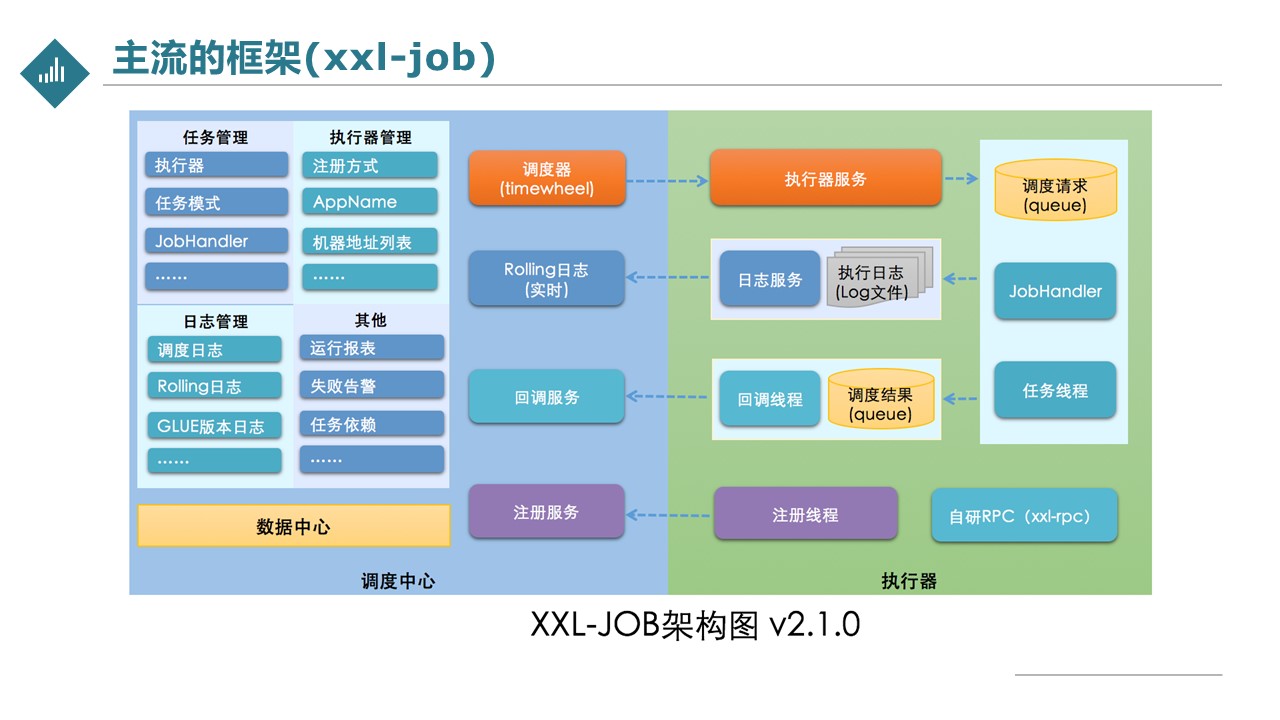 主流的框架(xxl-job)
任务管理
执行器
任务模式
JobHandler
······
执行器管理
注册方式
AppName
机器地址列表
······
日志管理
调度日志
Rolling日志
GLUE版本日志
······
其他
运行报表
失败告警
任务依赖
······
数据中心
调度器
(timewheel)
Rolling日志
(实时)
回调服务
注册服务
调度中心
执行器服务
日志服务
执行日志
(Log文件)
回调线程
调度结果
(queue)
注册线程
调度请求
(queue)
JobHandler
任务线程
自研RPC（xxl-rpc）
执行器
XXL-JOB架构图 v2.1.0